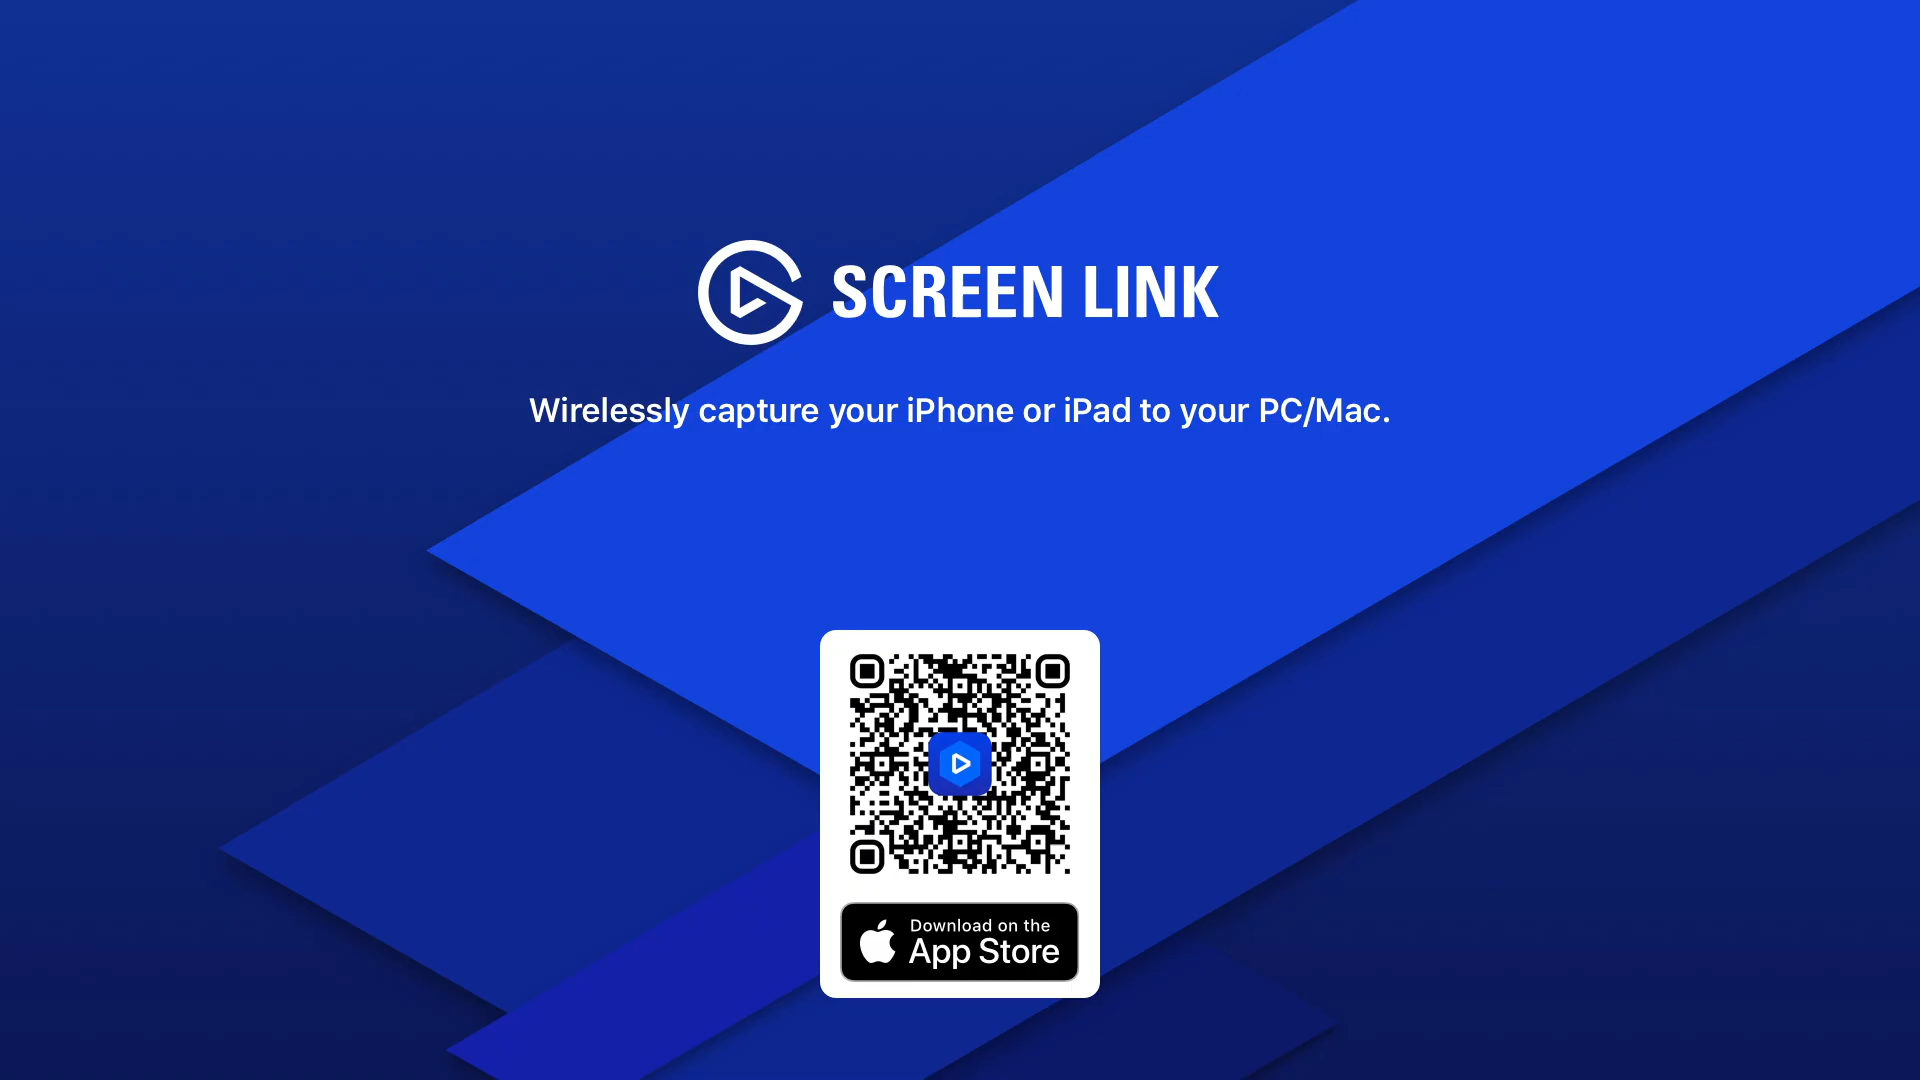 SCREEN LINK
Wirelessly capture your iPhone or iPad to your PC/Mac.
Download on the
App Store